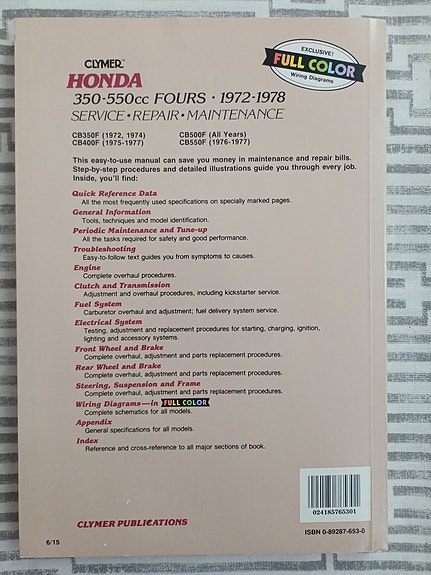 EXCLUSIVE!
FULL COLOR
Wiring Diagrams
CLYMER™
HONDA
350-550cc FOURS • 1972-1978
SERVICE • REPAIR • MAINTENANCE
CB350F (1972, 1974) CB500F (All Years)
CB400F (1975-1977) CB550F (1976-1977)
This easy-to-use manual can save you money in maintenance and repair bills.
Step-by-step procedures and detailed illustrations guide you through every job.
Inside, you'll find:
Quick Reference Data
All the most frequently used specifications on specially marked pages.
General Information
Tools, techniques and model identification.
Periodic Maintenance and Tune-up
All the tasks required for safety and good performance.
Troubleshooting
Easy-to-follow text guides you from symptoms to causes.
Engine
Complete overhaul procedures.
Clutch and Transmission
Adjustment and overhaul procedures, including kickstarter service.
Fuel System
Carburetor overhaul and adjustment; fuel delivery system service.
Electrical System
Testing, adjustment and replacement procedures for starting, charging, ignition,
lighting and accessory systems.
Front Wheel and Brake
Complete overhaul, adjustment and parts replacement procedures.
Rear Wheel and Brake
Complete overhaul, adjustment and parts replacement procedures.
Steering, Suspension and Frame
Complete overhaul, adjustment and parts replacement procedures.
Wiring Diagrams—in FULL COLOR
Complete schematics for all models.
Appendix
General specifications for all models.
Index
Reference and cross-reference to all major sections of book.
024185765301
CLYMER PUBLICATIONS
ISBN 0-89287-653-0
6/15